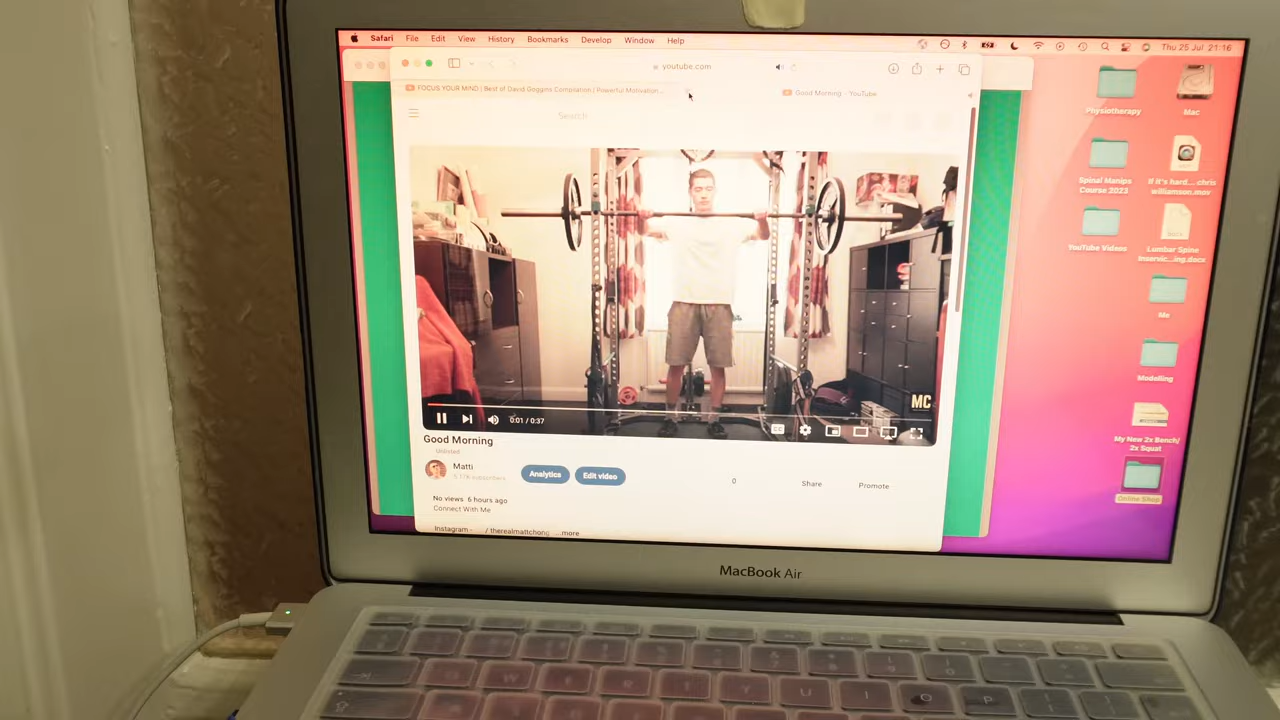 Safari File Edit View History Bookmarks Develop Window Help
Thu 25 Jul 21:16
youtube.com
FOCUS YOUR MIND | Best of David Goggins Compilation | Powerful Motivation...
Good Morning - YouTube
Search
MC
0:01 / 0:37
CC
Good Morning
Unlisted
Matti
Analytics
Edit video
0
Share
Promote
No views 6 hours ago
Connect With Me
Instagram - / therealmattchong ...more
Physiotherapy
Mac
Spinal Manips
Course 2023
If it's hard... chris
williamson.mov
YouTube Videos
DOCX
Lumbar Spine
Inservic...ing.docx
Me
Modelling
My New 2x Bench/
2x Squat
Online Shop
MacBook Air
E
R
T
Y
U
I
O
P